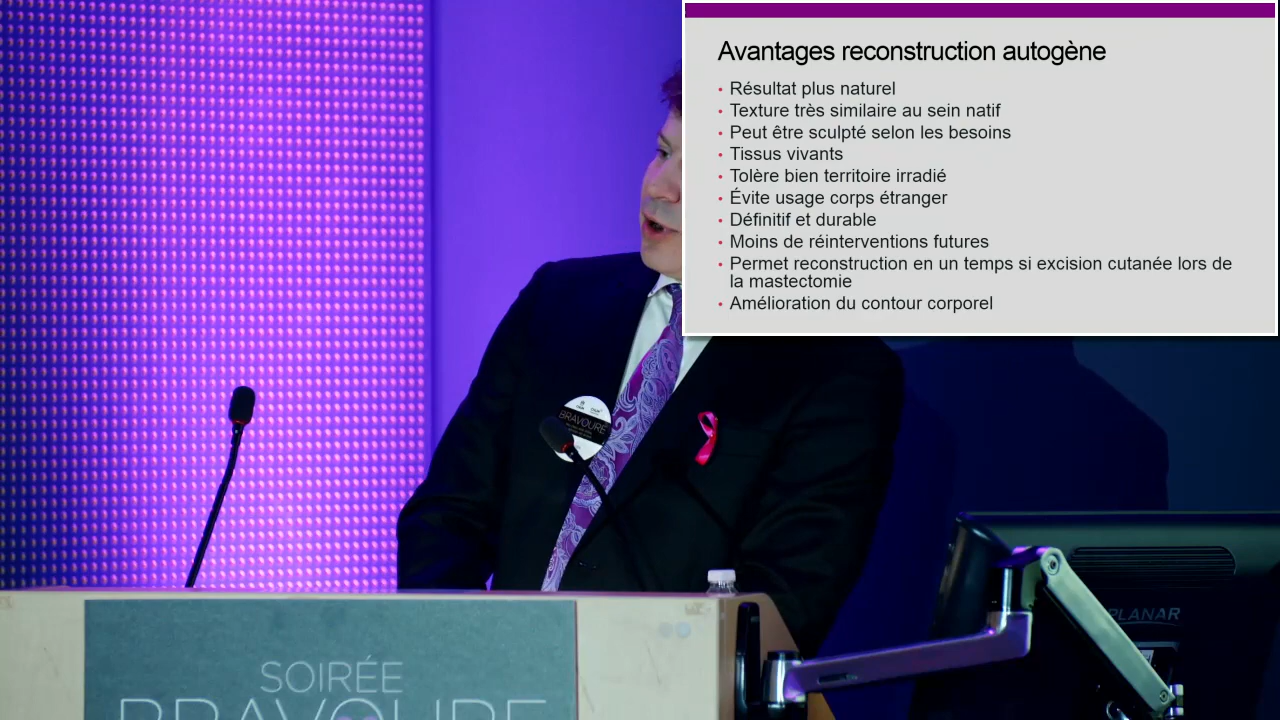 Avantages reconstruction autogène
• Résultat plus naturel
• Texture très similaire au sein natif
• Peut être sculpté selon les besoins
• Tissus vivants
• Tolère bien territoire irradié
• Évite usage corps étranger
• Définitif et durable
• Moins de réinterventions futures
• Permet reconstruction en un temps si excision cutanée lors de
la mastectomie
• Amélioration du contour corporel
BRAVOURE
PLANAR
SOIRÉE
BRAVOURE